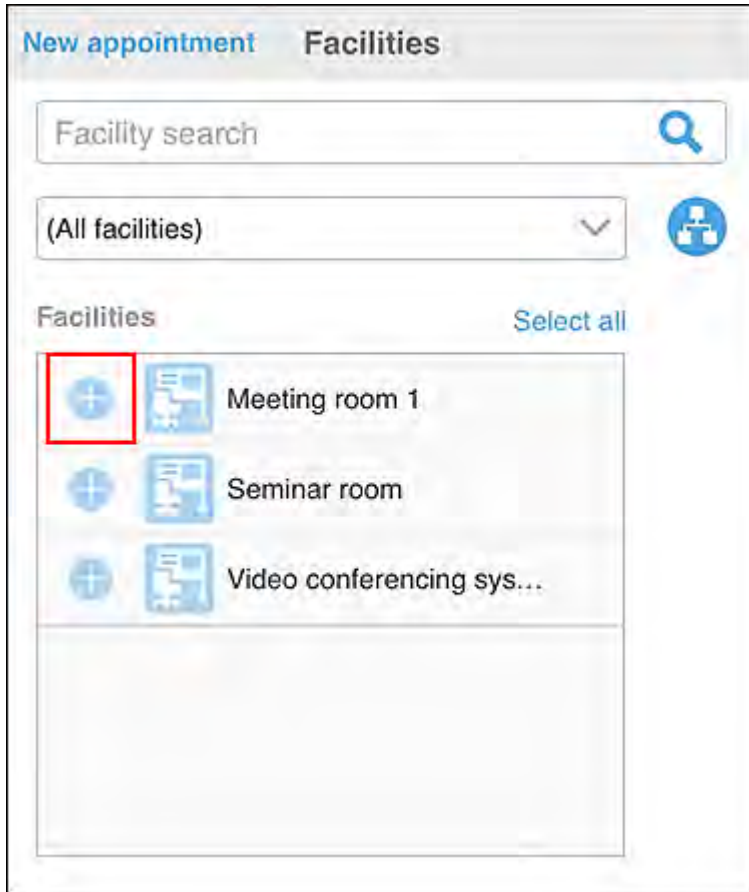 New appointment Facilities
Facility search
(All facilities)
Facilities Select all
Meeting room 1
Seminar room
Video conferencing sys...